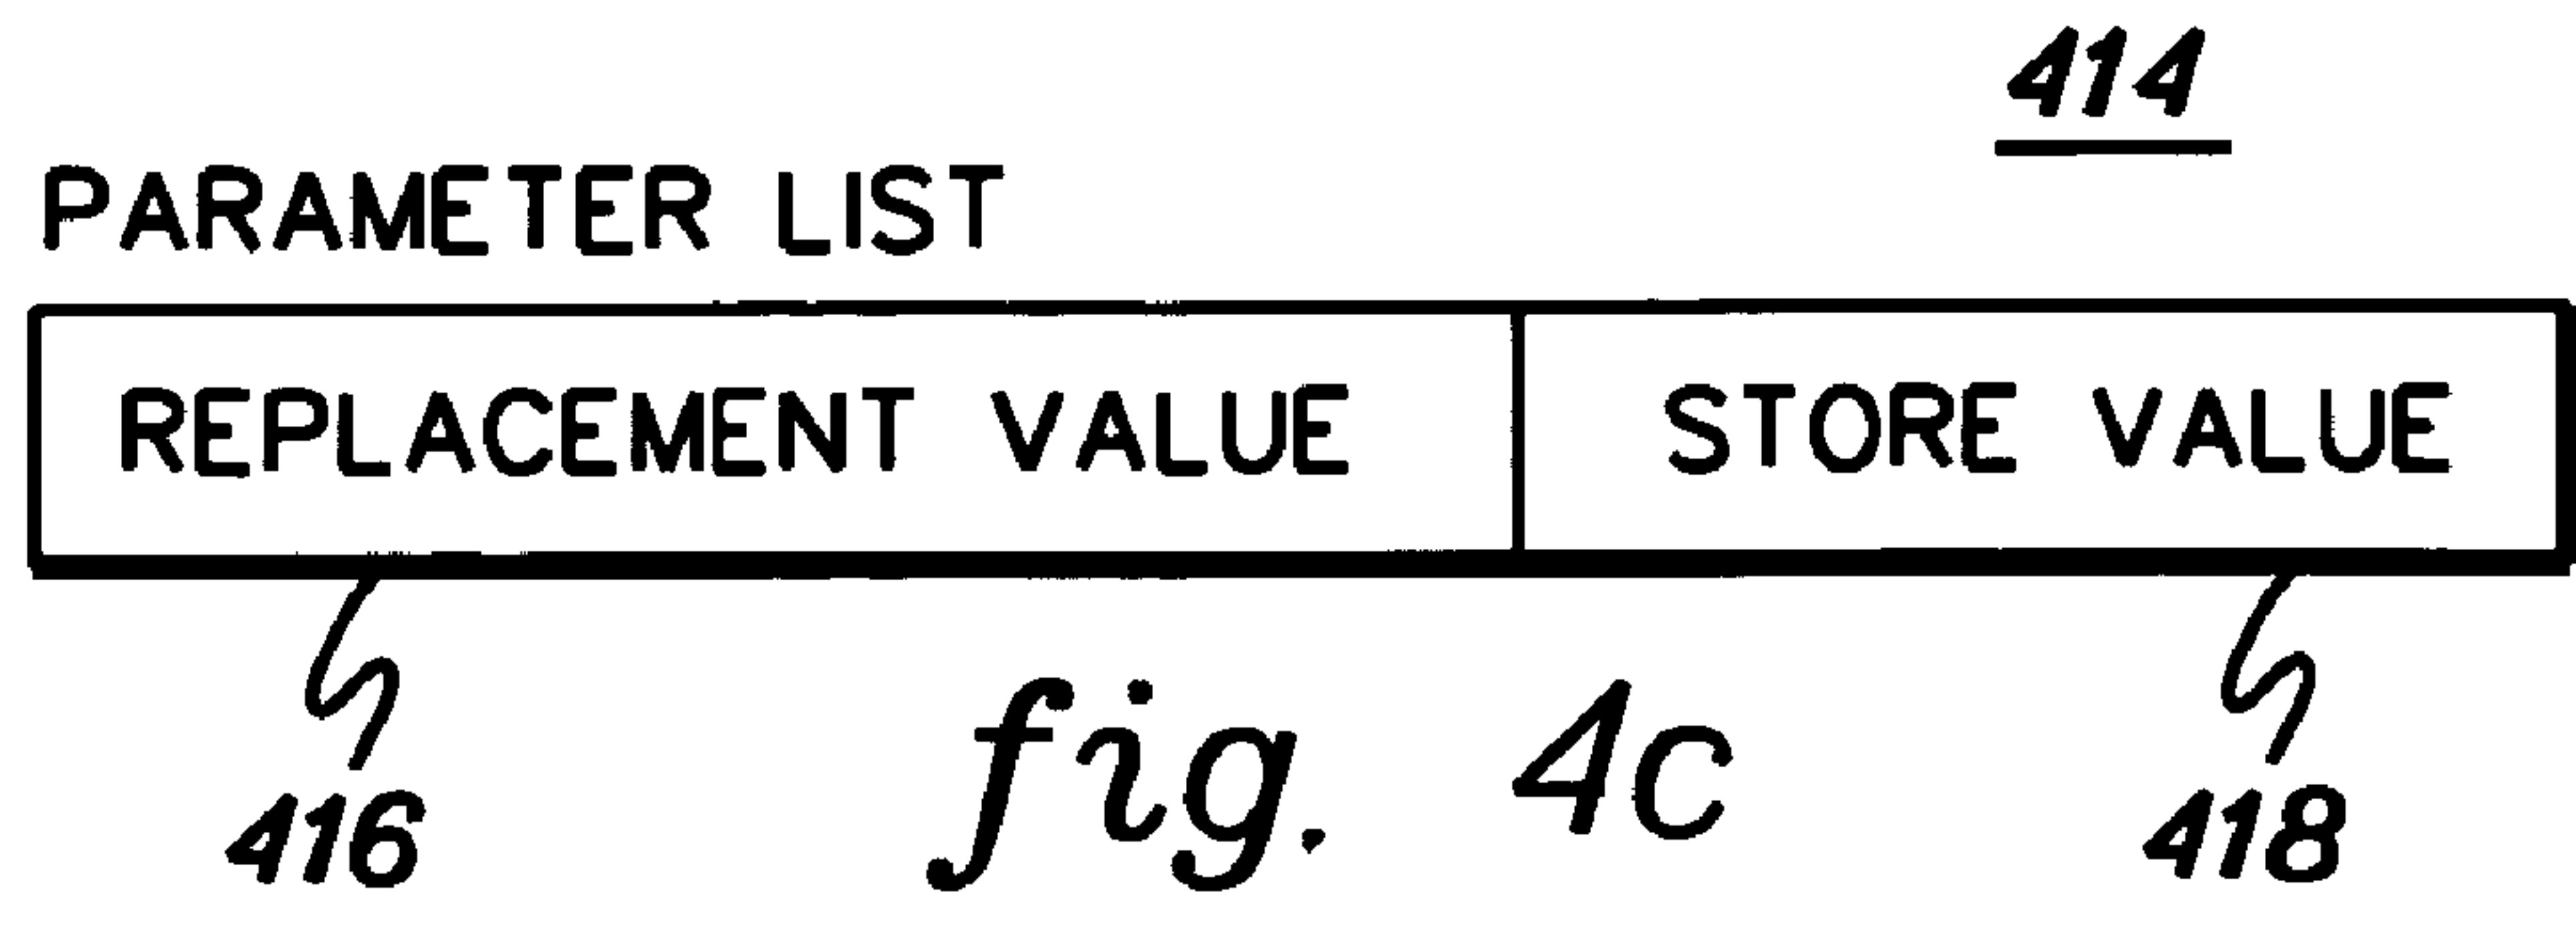 414
PARAMETER LIST
REPLACEMENT VALUE STORE VALUE
416 418
fig. 4c